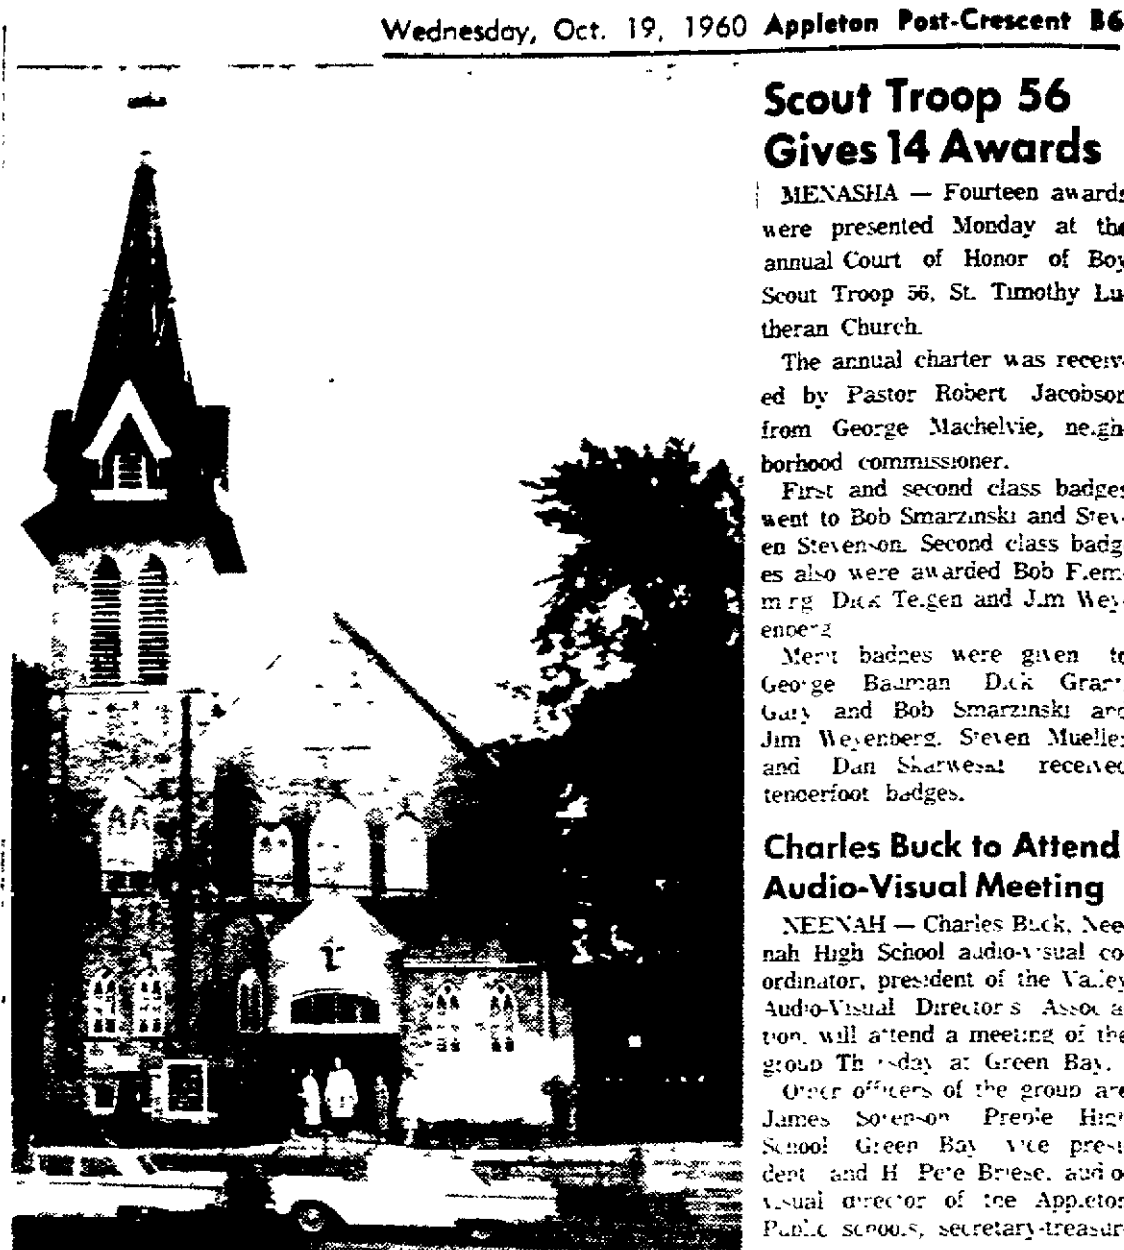 Wednesday, Oct. 19, 1960 Appleton Post-Crescent B6
Scout Troop 56
Gives 14 Awards
MENASHA — Fourteen awards
were presented Monday at the
annual Court of Honor of Boy
Scout Troop 56, St. Timothy Lu-
theran Church.
The annual charter was receiv-
ed by Pastor Robert Jacobson
from George Machelvie, neigh-
borhood commissioner.
First and second class badges
went to Bob Smarzinski and Stev-
en Stevenson. Second class badg-
es also were awarded Bob Flem-
ming Dick Teigen and Jim Wey-
enberg
Merit badges were given to
George Bauman Dick Grant,
Gary and Bob Smarzinski and
Jim Weyenberg. Steven Mueller
and Dan received
tenderfoot badges.
Charles Buck to Attend
Audio-Visual Meeting
NEENAH — Charles Buck, Nee-
nah High School audio-visual co-
ordinator, president of the Valley
Audio-Visual Director s Associa-
tion, will attend a meeting of the
group Thursday at Green Bay.
Other officers of the group are
James Sorenson Preble High
School Green Bay vice presi-
dent and H Pete Briese, audio-
visual director of the Appleton
Public schools, secretary-treasur-